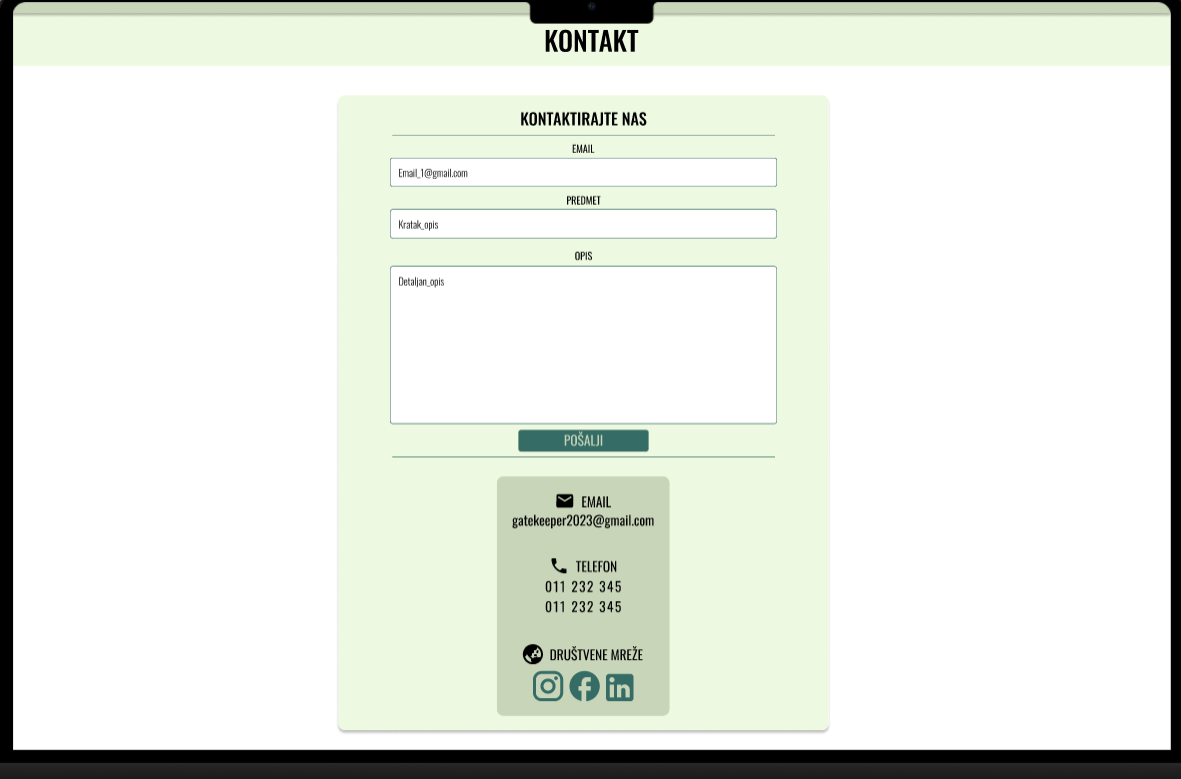 KONTAKT
KONTAKTIRAJTE NAS
EMAIL
Email_1@gmail.com
PREDMET
Kratak_opis
OPIS
Detaljan_opis
POŠALJI
EMAIL
gatekeeper2023@gmail.com
TELEFON
011 232 345
011 232 345
DRUŠTVENE MREŽE
in